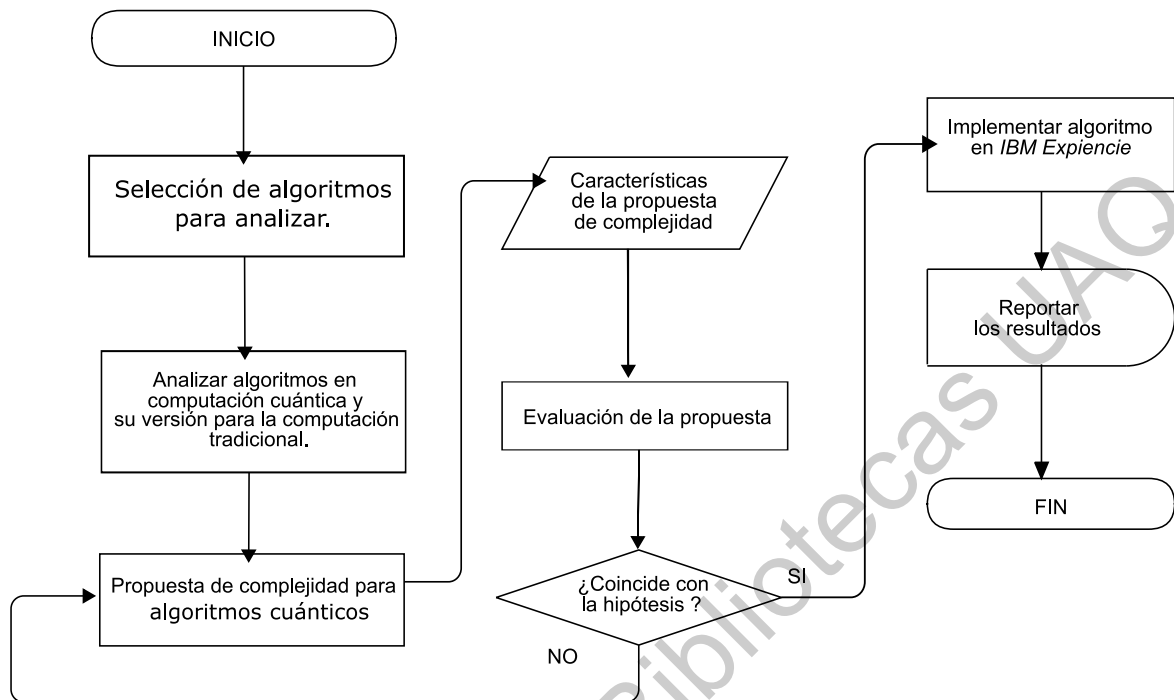 INICIO
Selección de algoritmos
para analizar.
Analizar algoritmos en
computación cuántica y
su versión para la computación
tradicional.
Propuesta de complejidad para
algoritmos cuánticos
Características
de la propuesta
de complejidad
Evaluación de la propuesta
¿Coincide con
la hipótesis ?
SI
NO
Implementar algoritmo
en IBM Expiencie
Reportar
los resultados
FIN
Bibliotecas UAQ